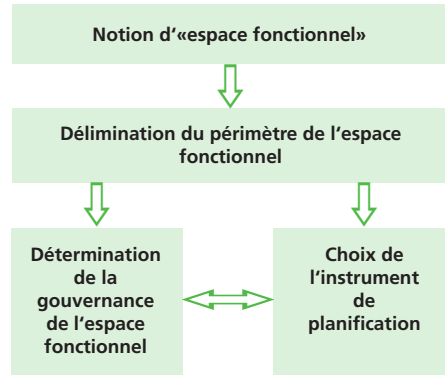 Notion d‘«espace fonctionnel»
Délimination du périmètre de l‘espace
fonctionnel
Détermination
de la
gouvernance
de l‘espace
fonctionnel
Choix de
l‘instrument
de
planification